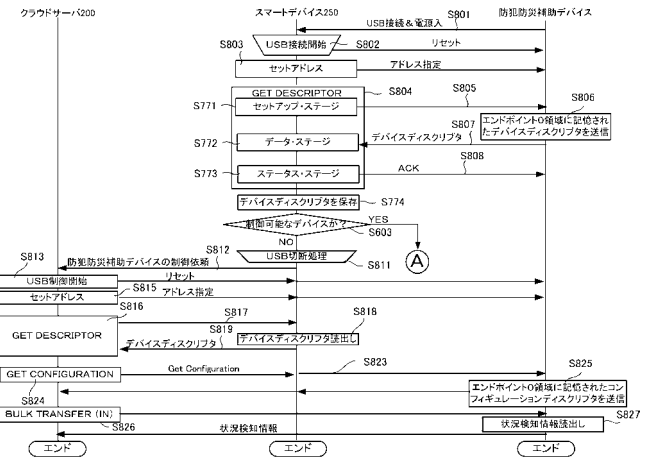 クラウドサーバ200
スマートデバイス250
防犯防災補助デバイス
USB接続&電源入
S801
USB接続開始
S802
リセット
S803
セットアドレス
アドレス指定
GET DESCRIPTOR
S804
S771
セットアップ・ステージ
S805
S806
エンドポイント0領域に記憶され
たデバイスディスクリプタを送信
S807
デバイスディスクリプタ
S772
データ・ステージ
S808
ACK
S773
ステータス・ステージ
デバイスディスクリプタを保存
S774
制御可能なデバイスか?
YES
S603
NO
A
S812
防犯防災補助デバイスの制御依頼
USB切断処理
S811
S813
USB制御開始
リセット
S815
セットアドレス
アドレス指定
S816
GET DESCRIPTOR
S817
S818
デバイスディスクリプタ読出し
S819
デバイスディスクリプタ
GET CONFIGURATION
Get Configuration
S823
S824
S825
エンドポイント0領域に記憶されたコン
フィギュレーションディスクリプタを送信
BULK TRANSFER (IN)
S826
S827
状況検知情報読出し
状況検知情報
エンド
エンド
エンド